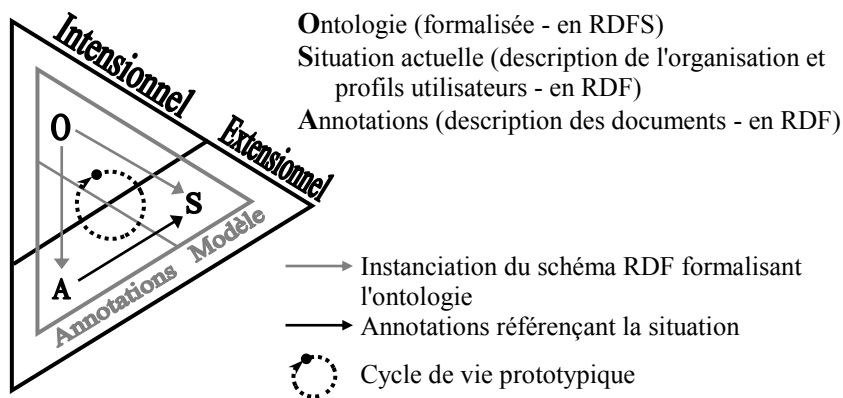 Ontologie (formalisée - en RDFS)
Situation actuelle (description de l'organisation et
profils utilisateurs - en RDF)
Annotations (description des documents - en RDF)
Intensionnel
Extensionnel
O
S
A
Annotations
Modèle
Instanciation du schéma RDF formalisant
l'ontologie
Annotations référençant la situation
Cycle de vie prototypique